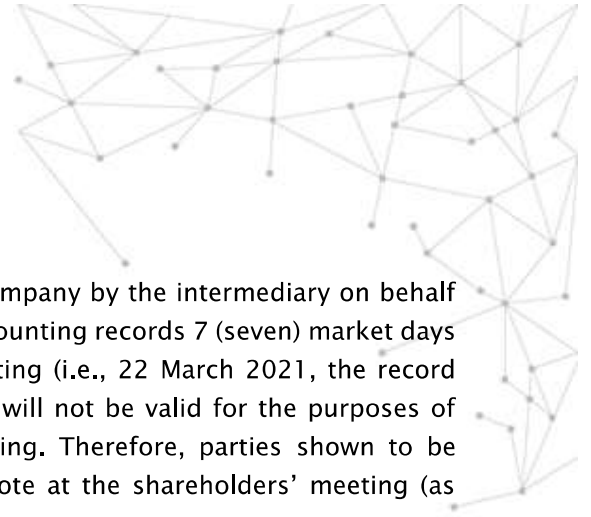 ompany by the intermediary on behalf
ounting records 7 (seven) market days
ting (i.e., 22 March 2021, the record
will not be valid for the purposes of
ing. Therefore, parties shown to be
ote at the shareholders’ meeting (as